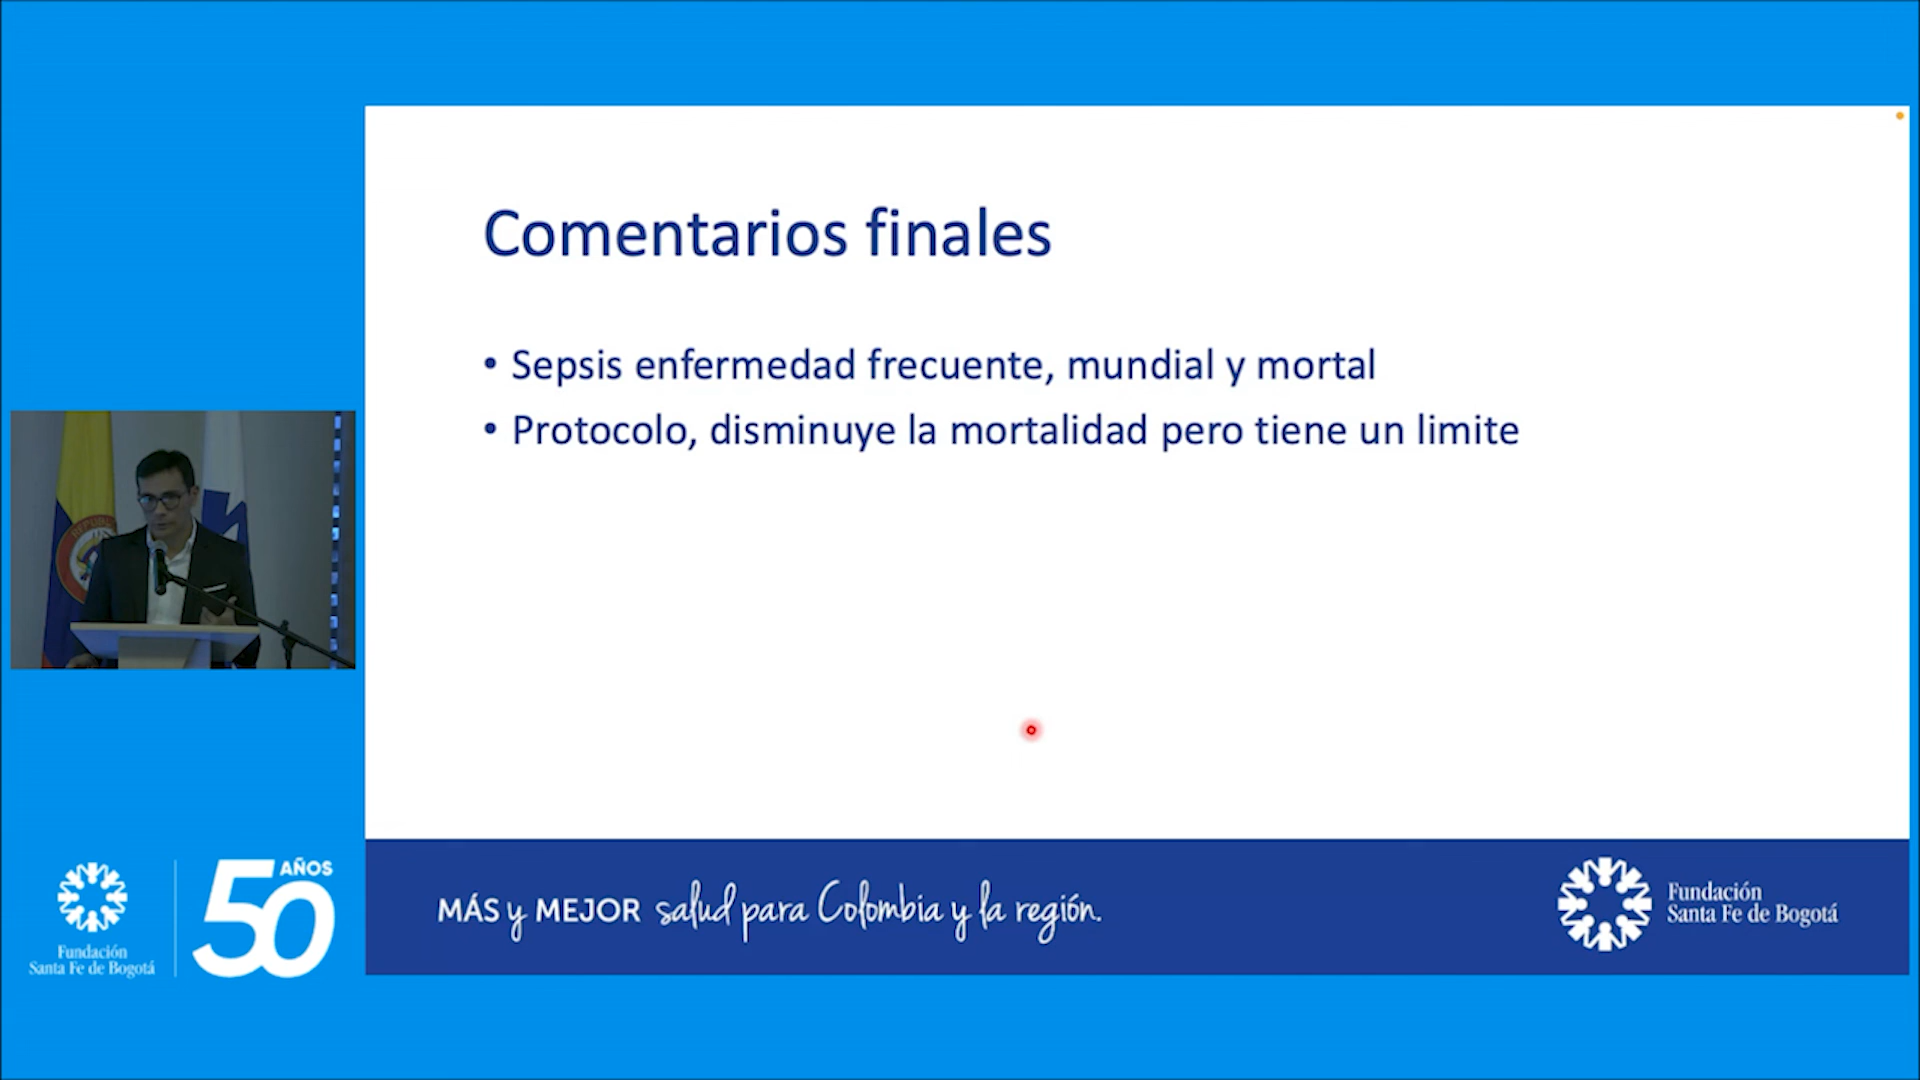 Comentarios finales
• Sepsis enfermedad frecuente, mundial y mortal
• Protocolo, disminuye la mortalidad pero tiene un limite
MÁS y MEJOR salud para Colombia y la región.
Fundación
Santa Fe de Bogotá
Fundación
Santa Fe de Bogotá
50 AÑOS